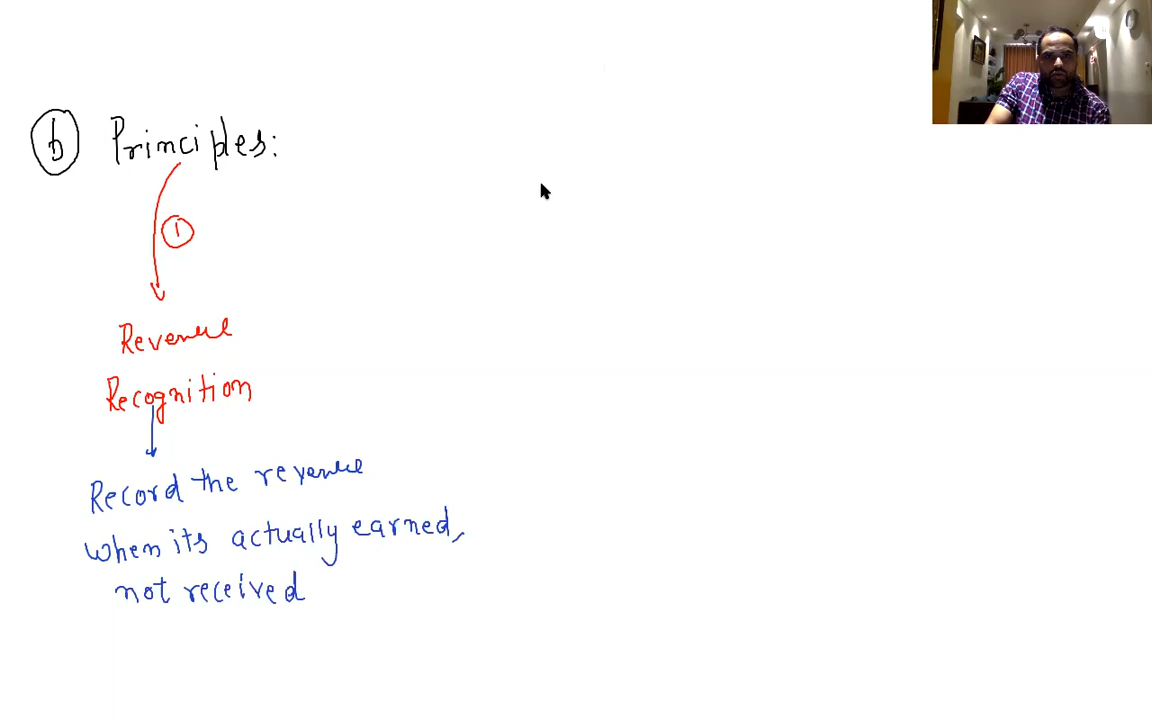 b Principles:
1
Revenue
Recognition
Record the revenue
when its actually earned,
not received